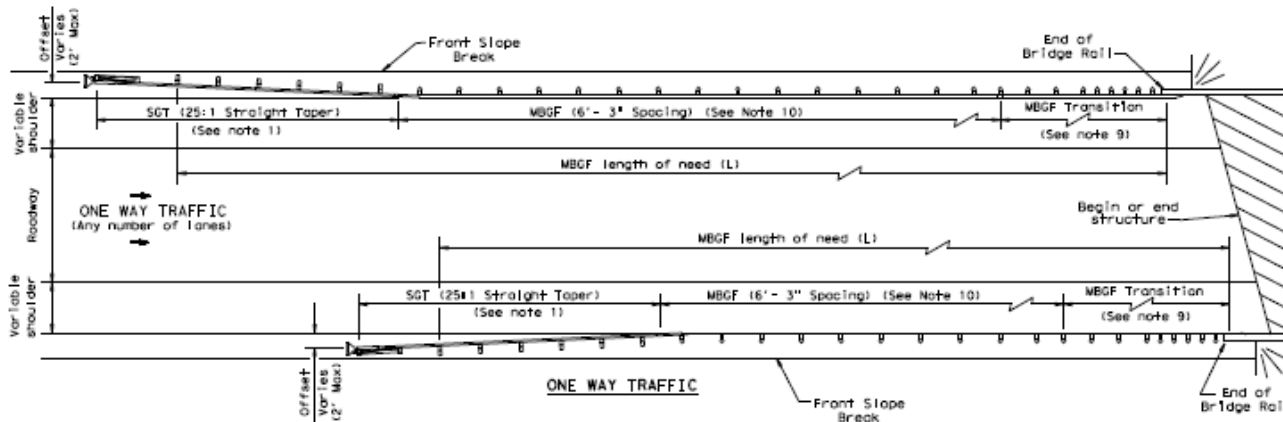 Offset
Varies
(2' Max)
Front Slope
Break
End of
Bridge Rail
Variable
shoulder
SGT (25:1 Straight Taper)
(See note 1)
MBGF (6'- 3" Spacing) (See Note 10)
MBGF Transition
(See note 9)
MBGF length of need (L)
Roadway
ONE WAY TRAFFIC
(Any number of lanes)
Begin or end
structure
MBGF length of need (L)
Variable
shoulder
SGT (25:1 Straight Taper)
(See note 1)
MBGF (6'- 3" Spacing) (See Note 10)
MBGF Transition
(See note 9)
Offset
Varies
(2' Max)
ONE WAY TRAFFIC
Front Slope
Break
End of
Bridge Rail